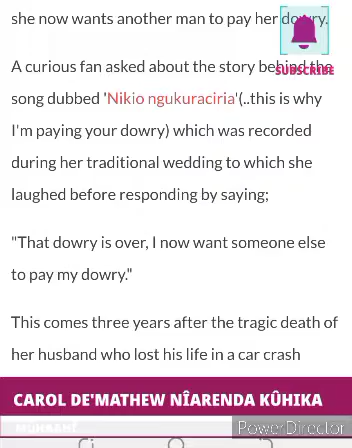 she now wants another man to pay her dowry.
SUBSCRIBE
A curious fan asked about the story behind the
song dubbed 'Nikio ngukuraciria'(..this is why
I'm paying your dowry) which was recorded
during her traditional wedding to which she
laughed before responding by saying;
"That dowry is over, I now want someone else
to pay my dowry."
This comes three years after the tragic death of
her husband who lost his life in a car crash
CAROL DE'MATHEW NÎARENDA KÛHIKA
PowerDirector